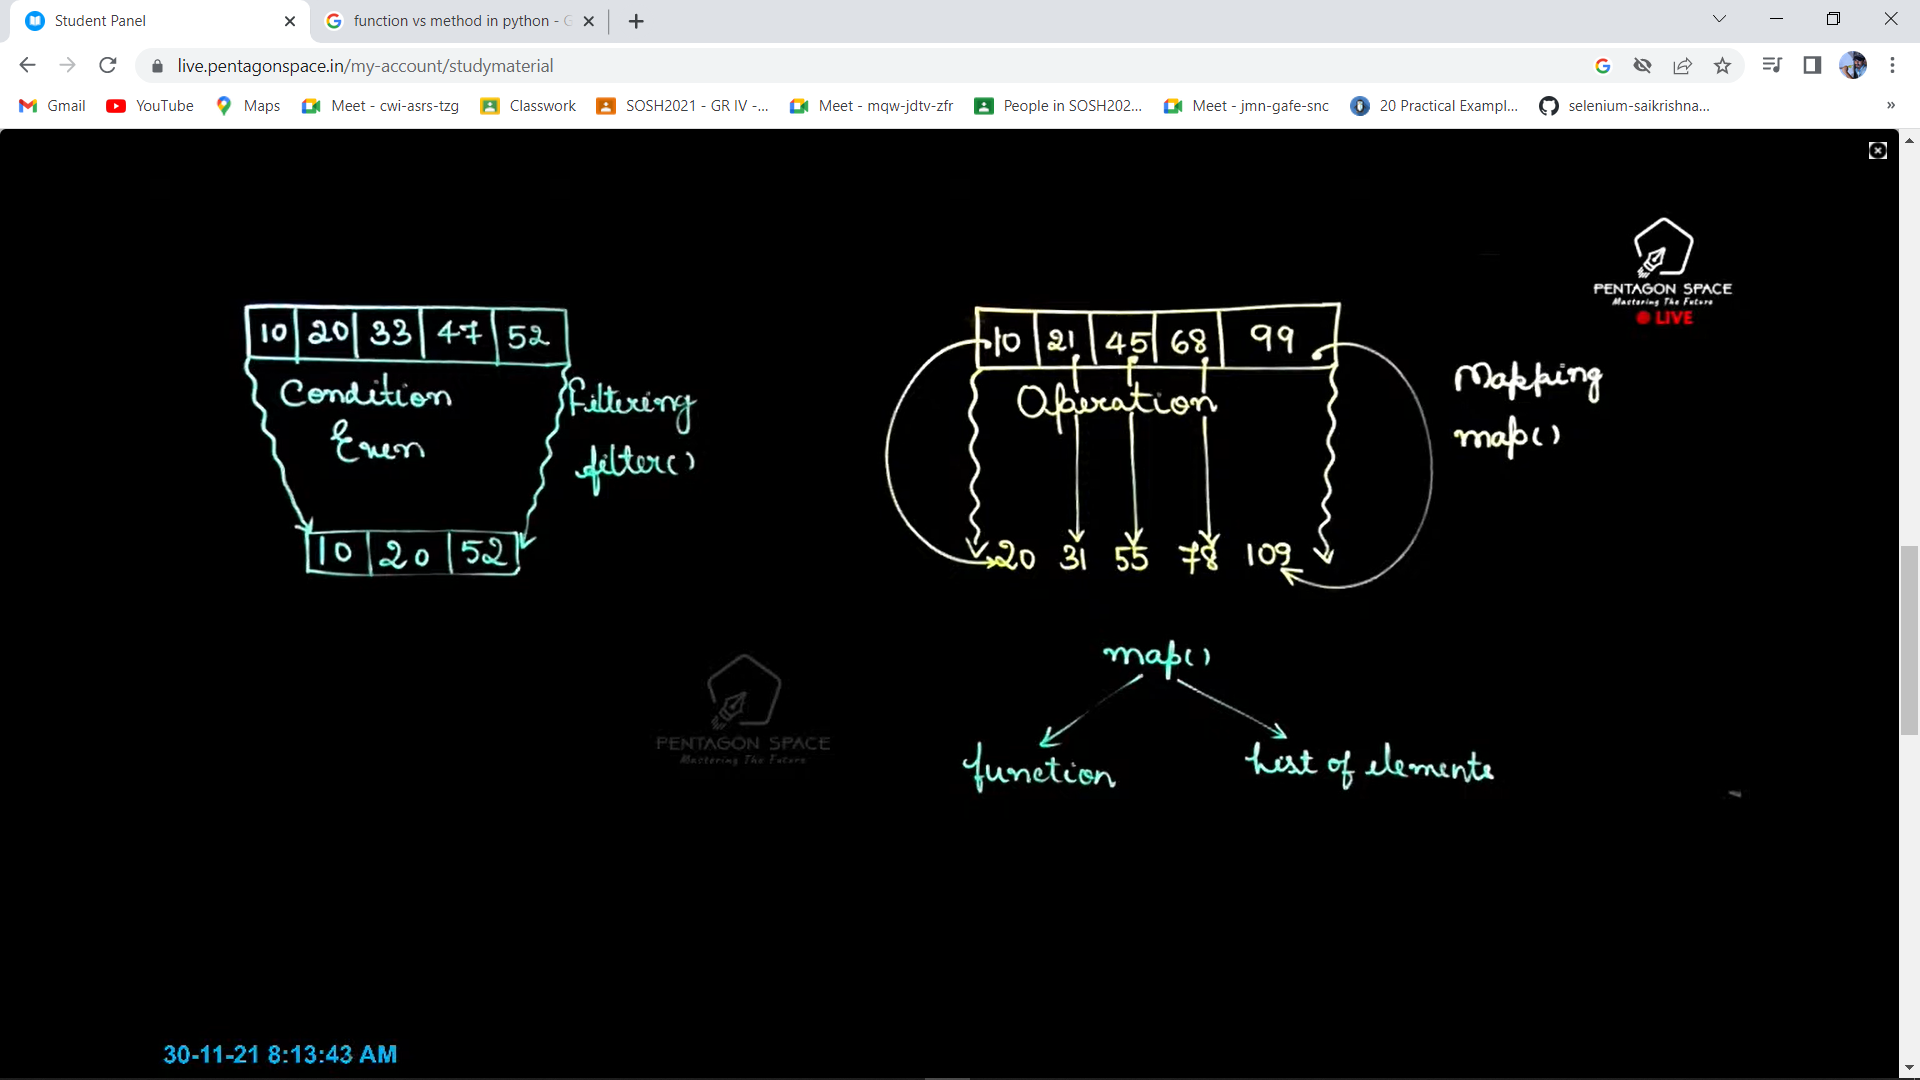 Student Panel
function vs method in python - G
live.pentagonspace.in/my-account/studymaterial
Gmail
YouTube
Maps
Meet - cwi-asrs-tzg
Classwork
SOSH2021 - GR IV -...
Meet - mqw-jdtv-zfr
People in SOSH202...
Meet - jmn-gafe-snc
20 Practical Exampl...
selenium-saikrishna...
»
PENTAGON SPACE
Mastering The Future
LIVE
10 20 33 47 52
Condition
Even
Filtering
filter()
10 20 52
10 21 45 68 99
Operation
Mapping
map()
20 31 55 78 109
map()
function
List of elements
PENTAGON SPACE
Mastering The Future
30-11-21 8:13:43 AM